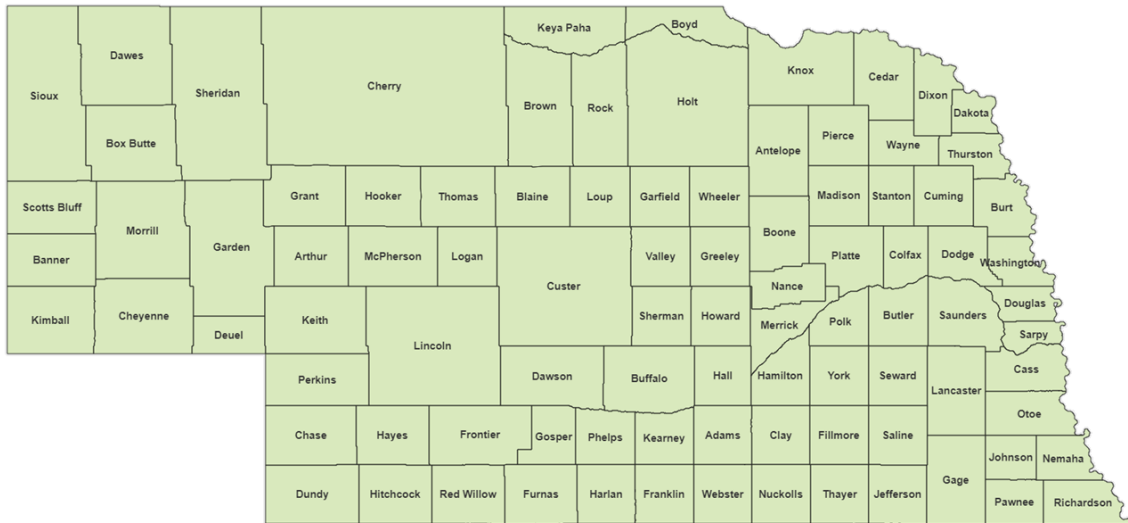 Keya Paha
Boyd
Dawes
Knox
Cedar
Sioux
Sheridan
Cherry
Brown
Rock
Holt
Dixon
Dakota
Box Butte
Antelope
Pierce
Wayne
Thurston
Scotts Bluff
Grant
Hooker
Thomas
Blaine
Loup
Garfield
Wheeler
Madison
Stanton
Cuming
Burt
Morrill
Garden
Boone
Banner
Arthur
McPherson
Logan
Custer
Valley
Greeley
Platte
Colfax
Dodge
Washington
Nance
Kimball
Cheyenne
Deuel
Keith
Lincoln
Sherman
Howard
Merrick
Polk
Butler
Saunders
Douglas
Sarpy
Perkins
Dawson
Buffalo
Hall
Hamilton
York
Seward
Lancaster
Cass
Otoe
Chase
Hayes
Frontier
Gosper
Phelps
Kearney
Adams
Clay
Fillmore
Saline
Johnson
Nemaha
Gage
Dundy
Hitchcock
Red Willow
Furnas
Harlan
Franklin
Webster
Nuckolls
Thayer
Jefferson
Pawnee
Richardson